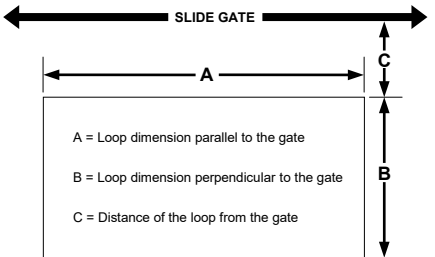 SLIDE GATE
C
A
A = Loop dimension parallel to the gate
B = Loop dimension perpendicular to the gate
B
C = Distance of the loop from the gate